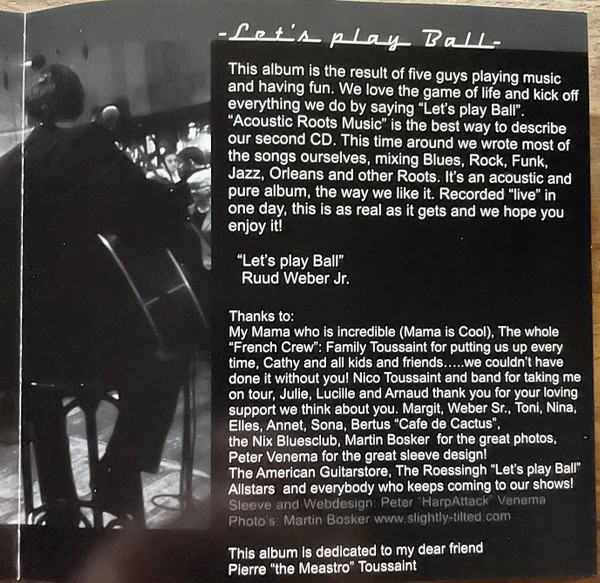 -Let's play Ball-
This album is the result of five guys playing music
and having fun. We love the game of life and kick off
everything we do by saying “Let’s play Ball”.
“Acoustic Roots Music” is the best way to describe
our second CD. This time around we wrote most of
the songs ourselves, mixing Blues, Rock, Funk,
Jazz, Orleans and other Roots. It’s an acoustic and
pure album, the way we like it. Recorded “live” in
one day, this is as real as it gets and we hope you
enjoy it!
“Let’s play Ball”
Ruud Weber Jr.
Thanks to:
My Mama who is incredible (Mama is Cool), The whole
“French Crew”: Family Toussaint for putting us up every
time, Cathy and all kids and friends.....we couldn’t have
done it without you! Nico Toussaint and band for taking me
on tour, Julie, Lucille and Arnaud thank you for your loving
support we think about you. Margit, Weber Sr., Toni, Nina,
Elles, Annet, Sona, Bertus “Cafe de Cactus”,
the Nix Bluesclub, Martin Bosker for the great photos,
Peter Venema for the great sleeve design!
The American Guitarstore, The Roessingh “Let’s play Ball”
Allstars and everybody who keeps coming to our shows!
Sleeve and Webdesign: Peter “HarpAttack” Venema
Photo’s: Martin Bosker www.slightly-tilted.com
This album is dedicated to my dear friend
Pierre “the Meastro” Toussaint